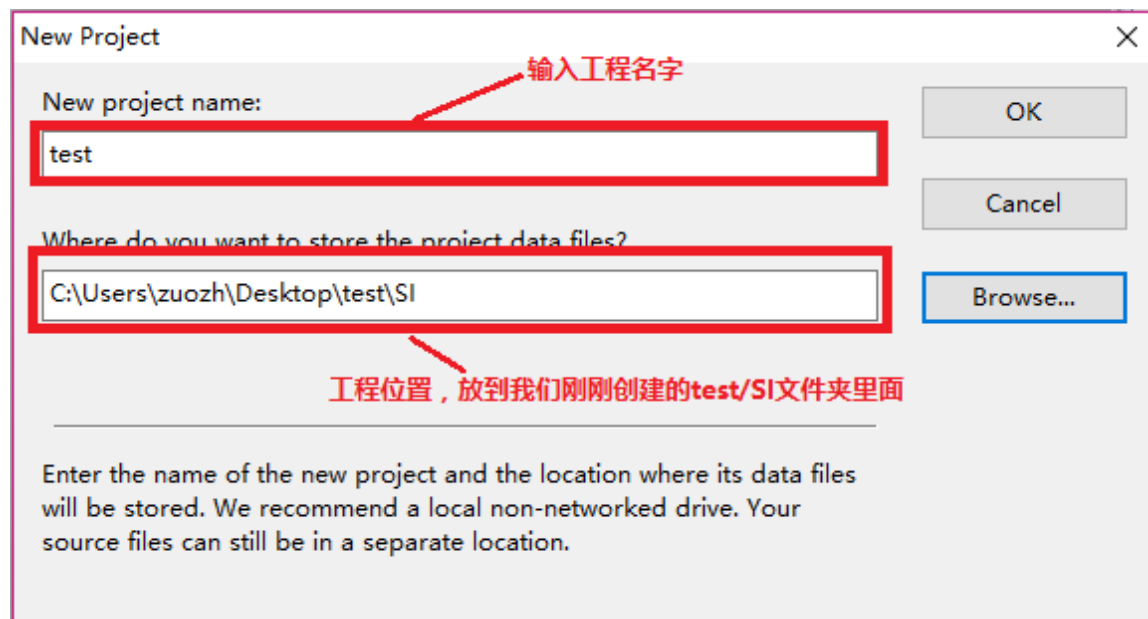 New Project
输入工程名字
New project name:
OK
test
Cancel
Where do you want to store the project data files?
C:\Users\zuozh\Desktop\test\SI
Browse...
工程位置，放到我们刚刚创建的test/SI文件夹里面
Enter the name of the new project and the location where its data files
will be stored. We recommend a local non-networked drive. Your
source files can still be in a separate location.